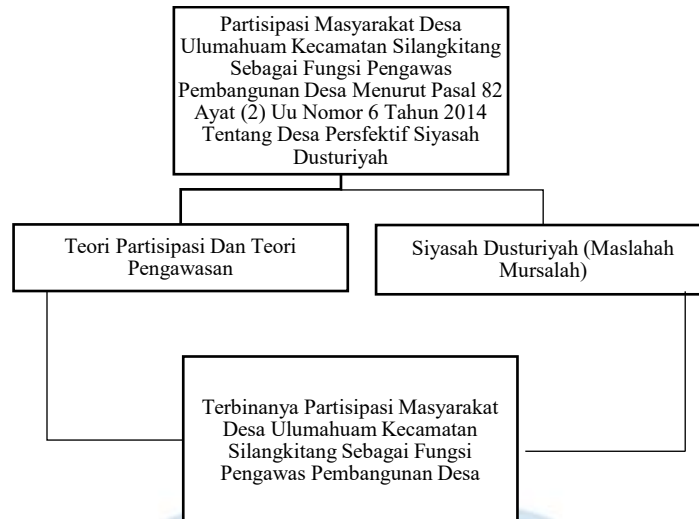 Partisipasi Masyarakat Desa
Ulumahuam Kecamatan Silangkitang
Sebagai Fungsi Pengawas
Pembangunan Desa Menurut Pasal 82
Ayat (2) Uu Nomor 6 Tahun 2014
Tentang Desa Persfektif Siyasah
Dusturiyah
Teori Partisipasi Dan Teori
Pengawasan
Siyasah Dusturiyah (Maslahah
Mursalah)
Terbinanya Partisipasi Masyarakat
Desa Ulumahuam Kecamatan
Silangkitang Sebagai Fungsi
Pengawas Pembangunan Desa